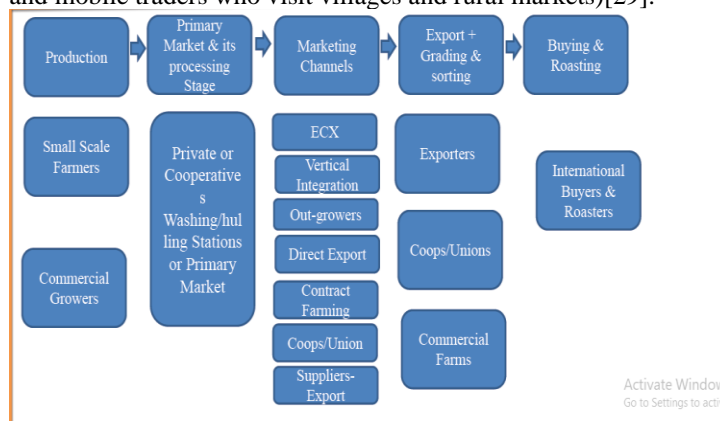 and mobile traders who visit villages and rural markets)[29].
Production
Primary
Market & its
processing
Stage
Marketing
Channels
Export +
Grading &
sorting
Buying &
Roasting
Small Scale
Farmers
Commercial
Growers
Private or
Cooperative
s
Washing/hul
ling Stations
or Primary
Market
ECX
Vertical
Integration
Out-growers
Direct Export
Contract
Farming
Coops/Union
Suppliers-
Export
Exporters
Coops/Unions
Commercial
Farms
International
Buyers &
Roasters
Activate Window
Go to Settings to acti